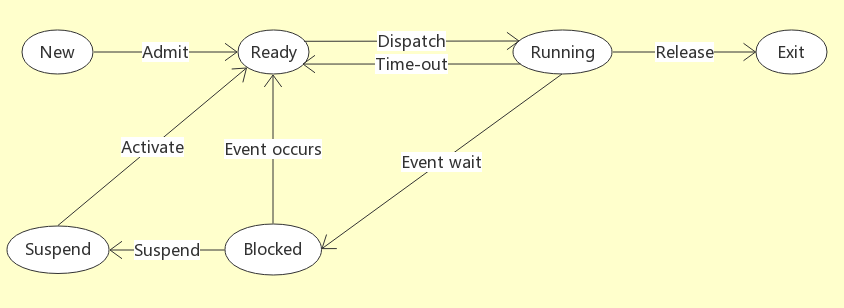 New
Admit
Ready
Dispatch
Time-out
Running
Release
Exit
Activate
Event occurs
Event wait
Suspend
Suspend
Blocked